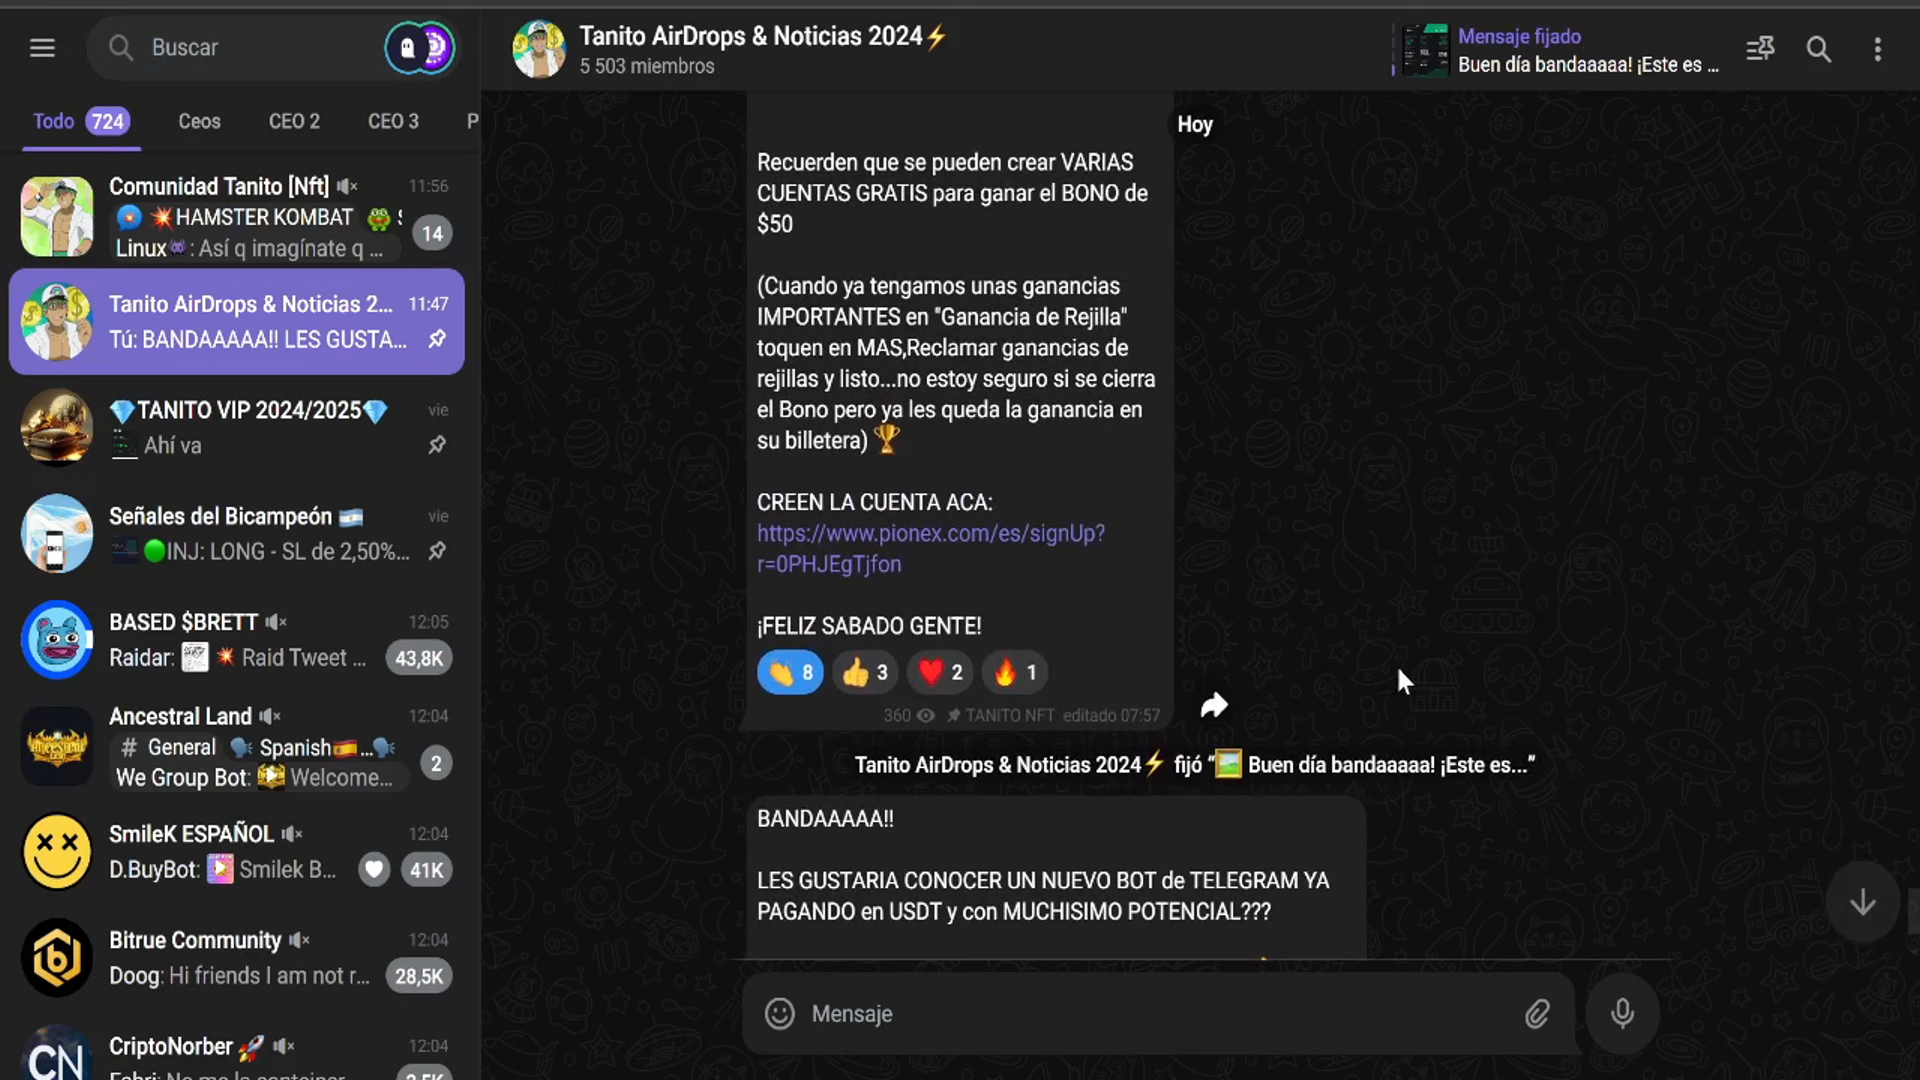 Buscar
Todo 724
Ceos
CEO 2
CEO 3
P
Comunidad Tanito [Nft] 11:56
💥HAMSTER KOMBAT 🐸 S
Linux👾: Así q imagínate q ... 14
Tanito AirDrops & Noticias 2... 11:47
Tú: BANDAAAAA!! LES GUSTA...
💎TANITO VIP 2024/2025💎 vie
Ahí va
Señales del Bicampeón 🇦🇷 vie
🟢INJ: LONG - SL de 2,50%...
BASED $BRETT 12:05
Raidar: 💥 Raid Tweet ... 43,8K
Ancestral Land 12:04
# General 🗣️ Spanish🇪🇸...🗣️
We Group Bot: Welcome... 2
SmileK ESPAÑOL 12:04
D.BuyBot: Smilek B... 41K
Bitrue Community 12:04
Doog: Hi friends I am not r... 28,5K
CN
CriptoNorber 🚀 12:04
Tanito AirDrops & Noticias 2024⚡
5 503 miembros
Mensaje fijado
Buen día bandaaaaa! ¡Este es ...
Hoy
Recuerden que se pueden crear VARIAS
CUENTAS GRATIS para ganar el BONO de
$50
(Cuando ya tengamos unas ganancias
IMPORTANTES en "Ganancia de Rejilla"
toquen en MAS,Reclamar ganancias de
rejillas y listo...no estoy seguro si se cierra
el Bono pero ya les queda la ganancia en
su billetera) 🏆
CREEN LA CUENTA ACA:
https://www.pionex.com/es/signUp?
r=0PHJEgTjfon
¡FELIZ SABADO GENTE!
👏 8 👍 3 ❤️ 2 🔥 1
360 TANITO NFT editado 07:57
Tanito AirDrops & Noticias 2024⚡ fijó “🖼️ Buen día bandaaaaa! ¡Este es...”
BANDAAAAA!!
LES GUSTARIA CONOCER UN NUEVO BOT de TELEGRAM YA
PAGANDO en USDT y con MUCHISIMO POTENCIAL???
Mensaje